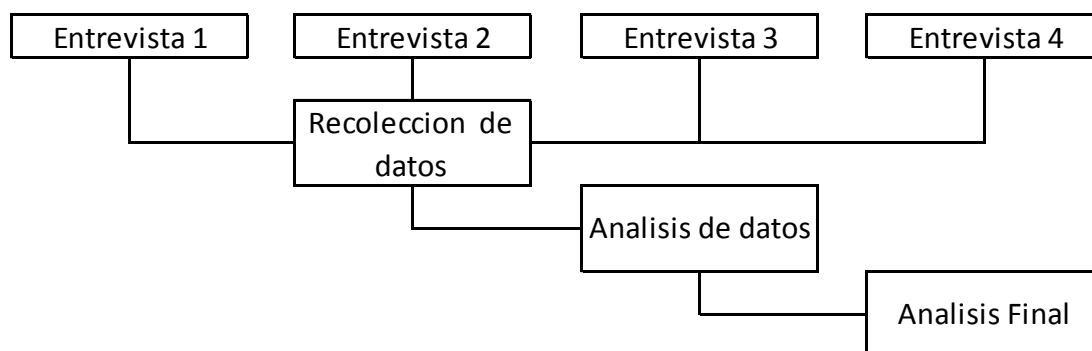 Entrevista 1
Entrevista 2
Entrevista 3
Entrevista 4
Recoleccion de
datos
Analisis de datos
Analisis Final